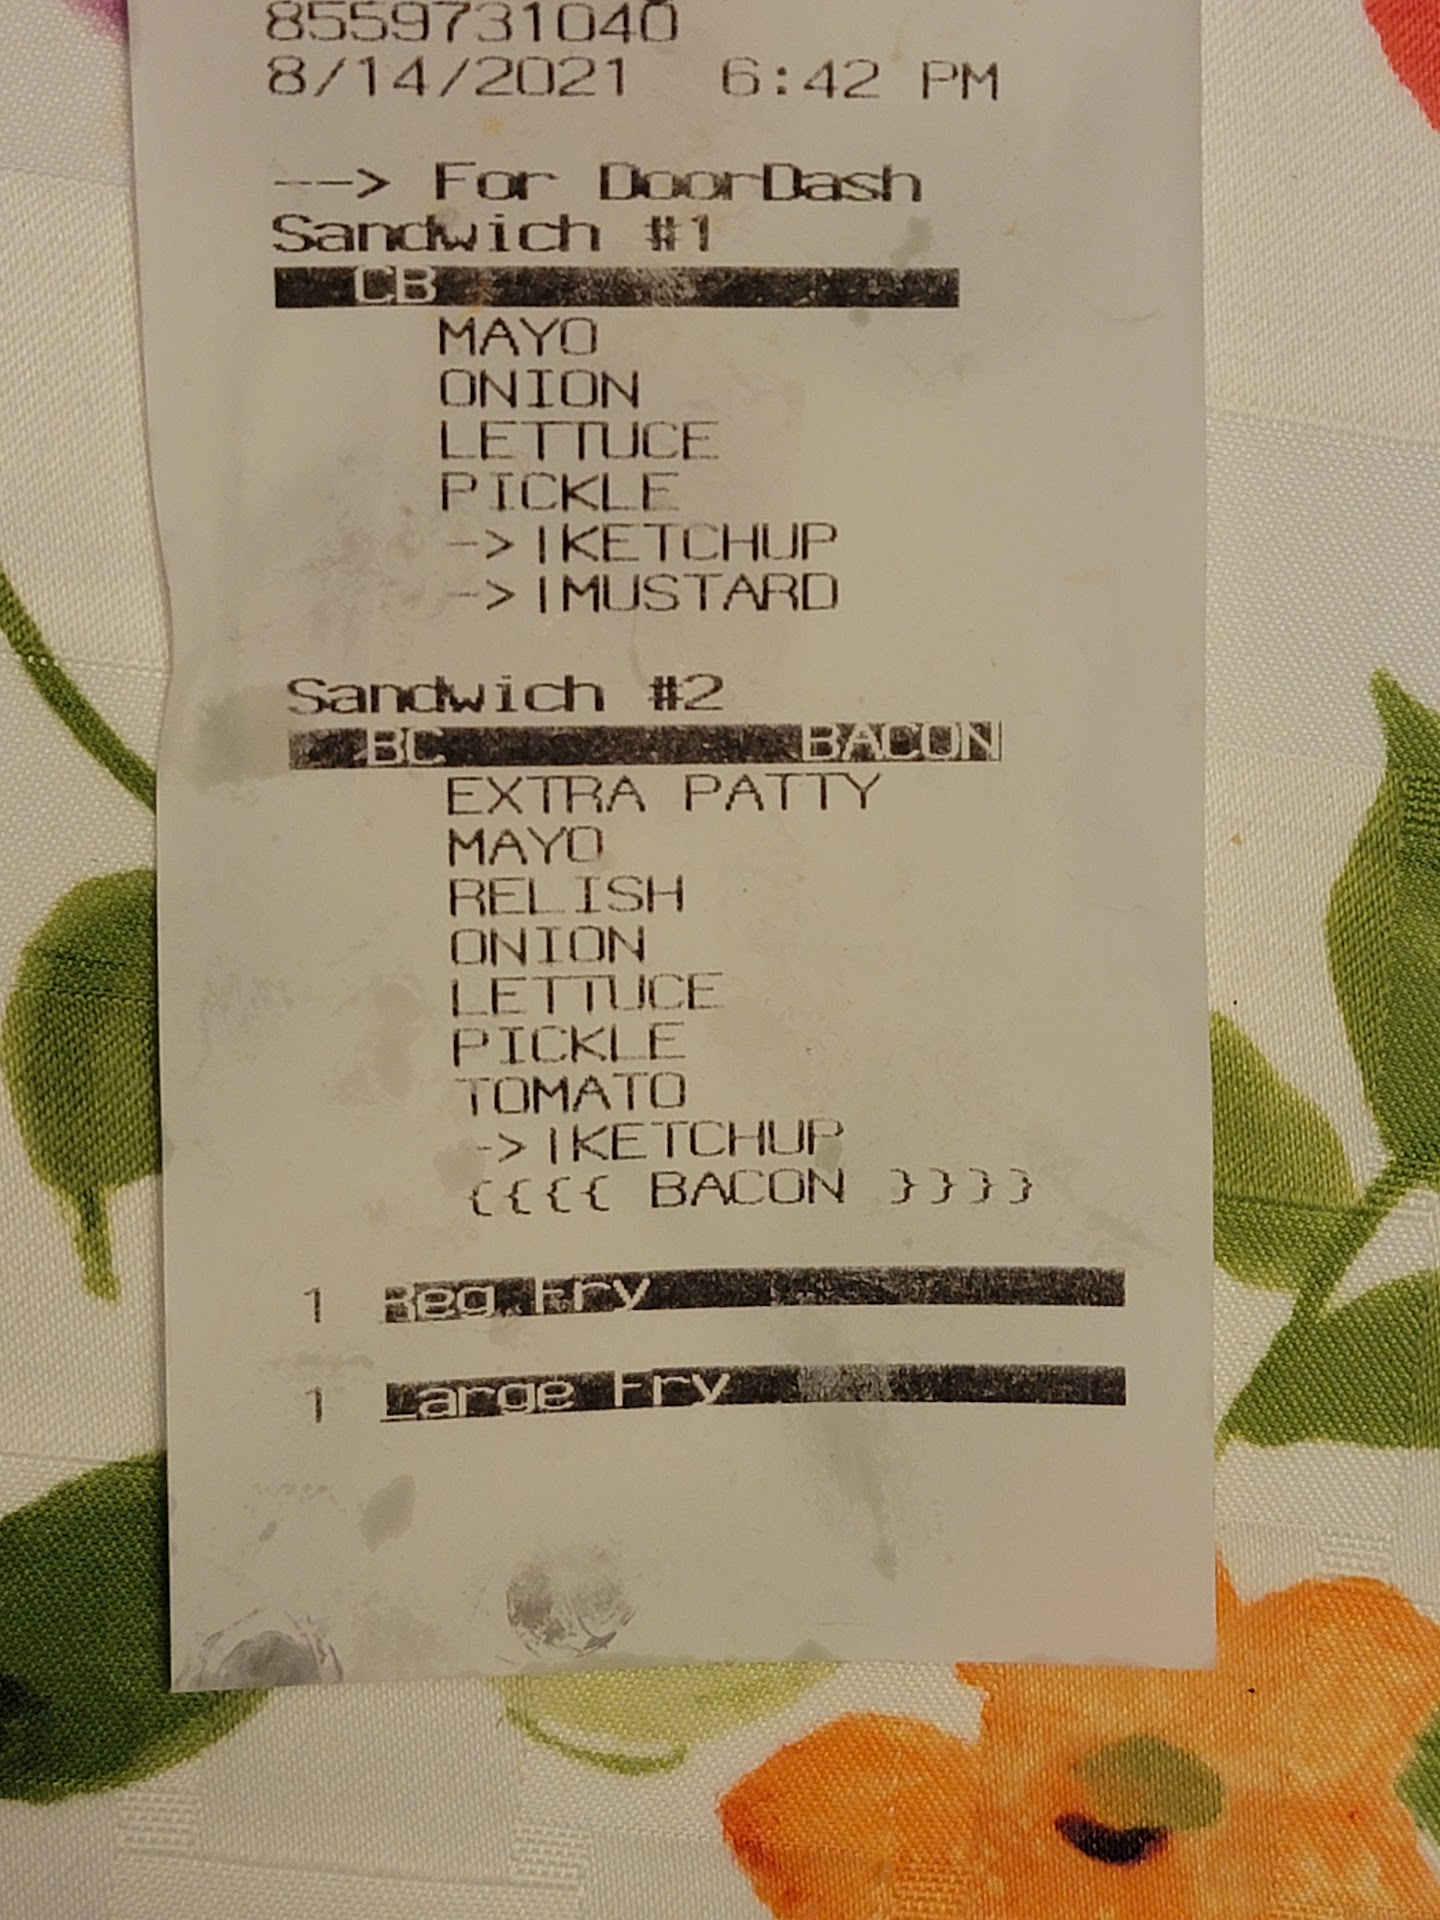 8559731040
8/14/2021 6:42 PM
--> For DoorDash
Sandwich #1
CB
MAYO
ONION
LETTUCE
PICKLE
->|KETCHUP
->|MUSTARD
Sandwich #2
BC BACON
EXTRA PATTY
MAYO
RELISH
ONION
LETTUCE
PICKLE
TOMATO
->|KETCHUP
{{{{ BACON }}}}
1 Reg Fry
1 Large Fry